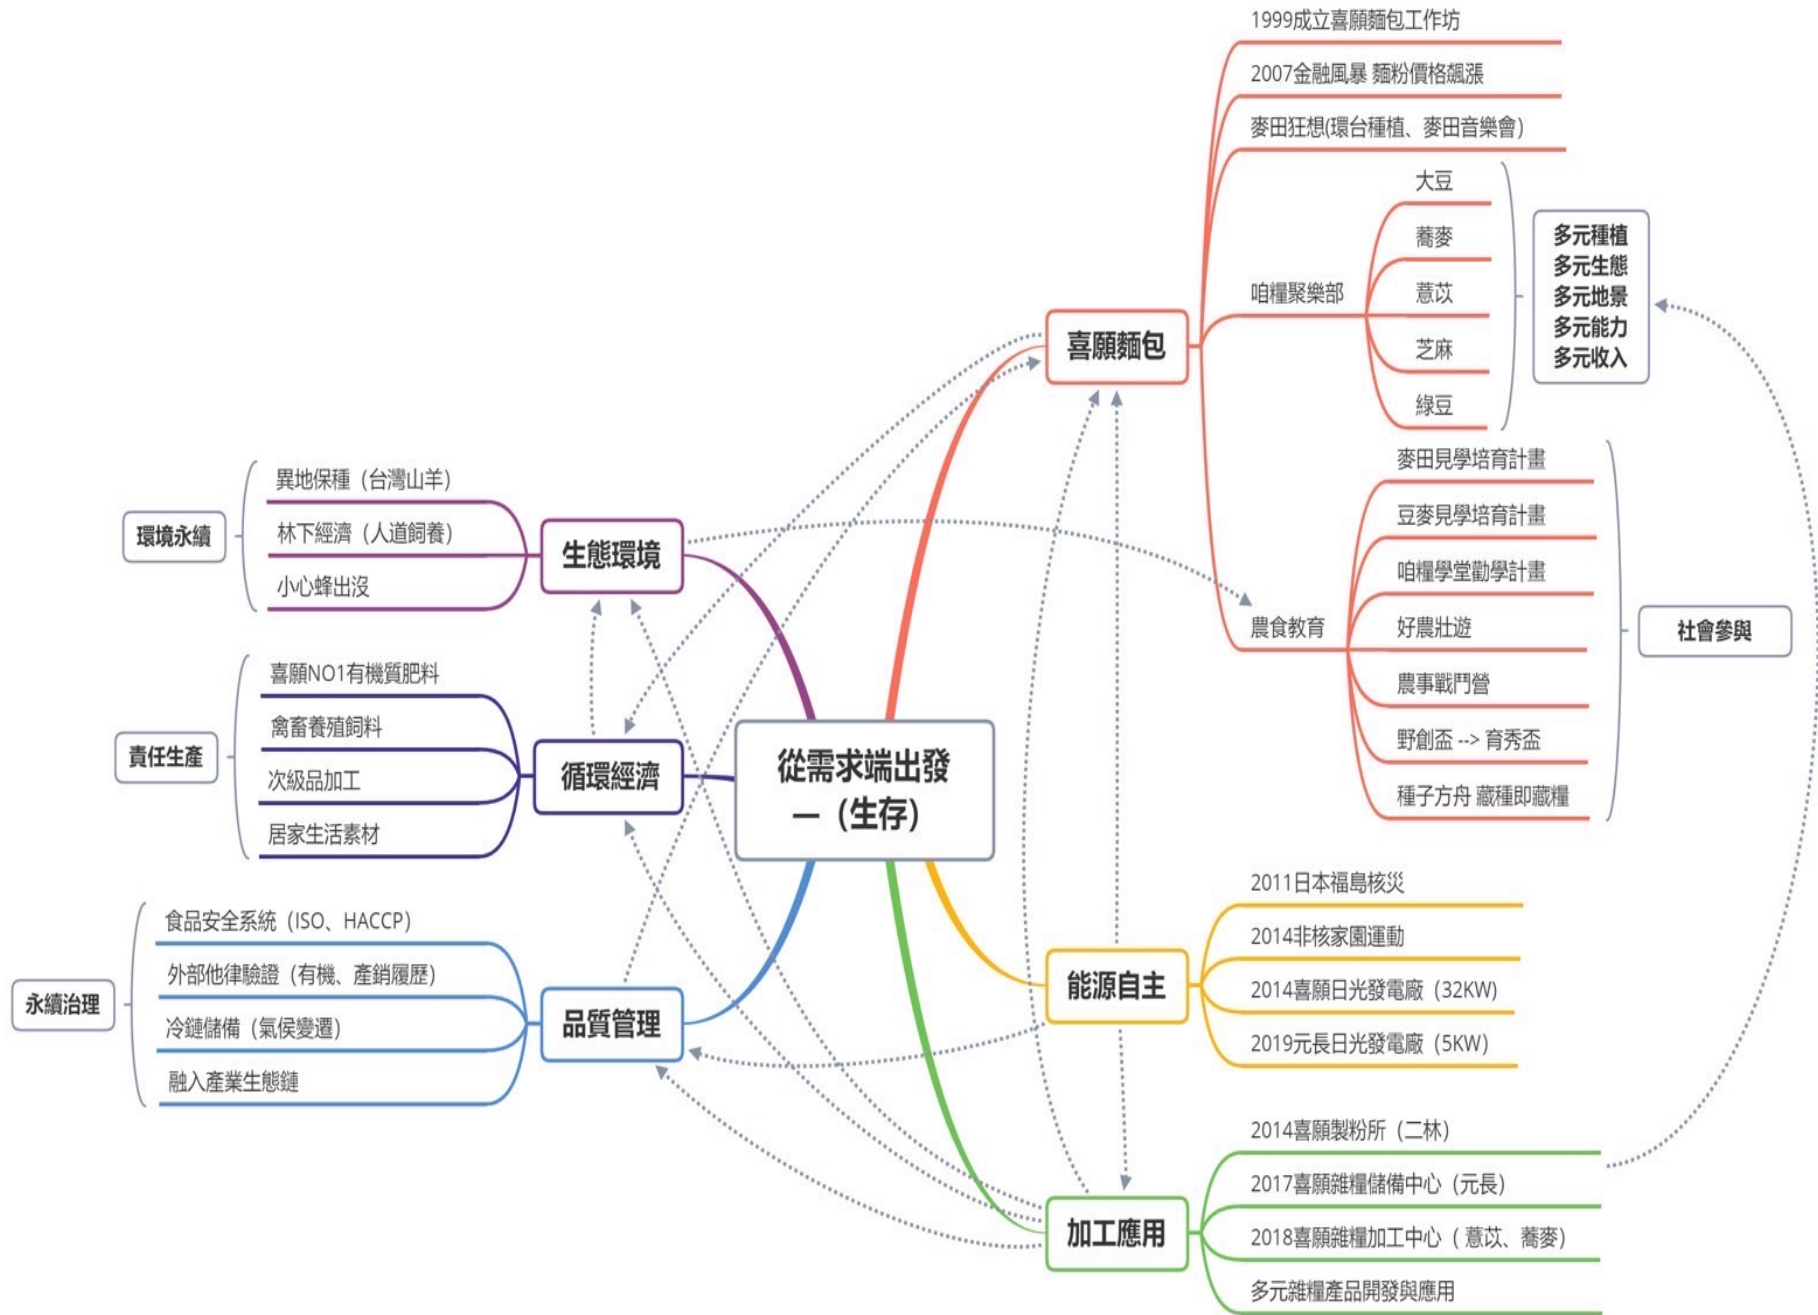 從需求端出發
—（生存）
喜願麵包
1999成立喜願麵包工作坊
2007金融風暴 麵粉價格飆漲
麥田狂想(環台種植、麥田音樂會)
咱糧聚樂部
大豆
蕎麥
薏苡
芝麻
綠豆
多元種植
多元生態
多元地景
多元能力
多元收入
農食教育
麥田見學培育計畫
豆麥見學培育計畫
咱糧學堂勸學計畫
好農壯遊
農事戰鬥營
野創盃 --> 育秀盃
種子方舟 藏種即藏糧
社會參與
能源自主
2011日本福島核災
2014非核家園運動
2014喜願日光發電廠（32KW)
2019元長日光發電廠（5KW）
加工應用
2014喜願製粉所（二林）
2017喜願雜糧儲備中心（元長）
2018喜願雜糧加工中心（ 薏苡、蕎麥）
多元雜糧產品開發與應用
生態環境
異地保種（台灣山羊）
林下經濟（人道飼養）
小心蜂出沒
環境永續
循環經濟
喜願NO1有機質肥料
禽畜養殖飼料
次級品加工
居家生活素材
責任生產
品質管理
食品安全系統（ISO、HACCP）
外部他律驗證（有機、產銷履歷）
冷鏈儲備（氣侯變遷）
融入產業生態鏈
永續治理